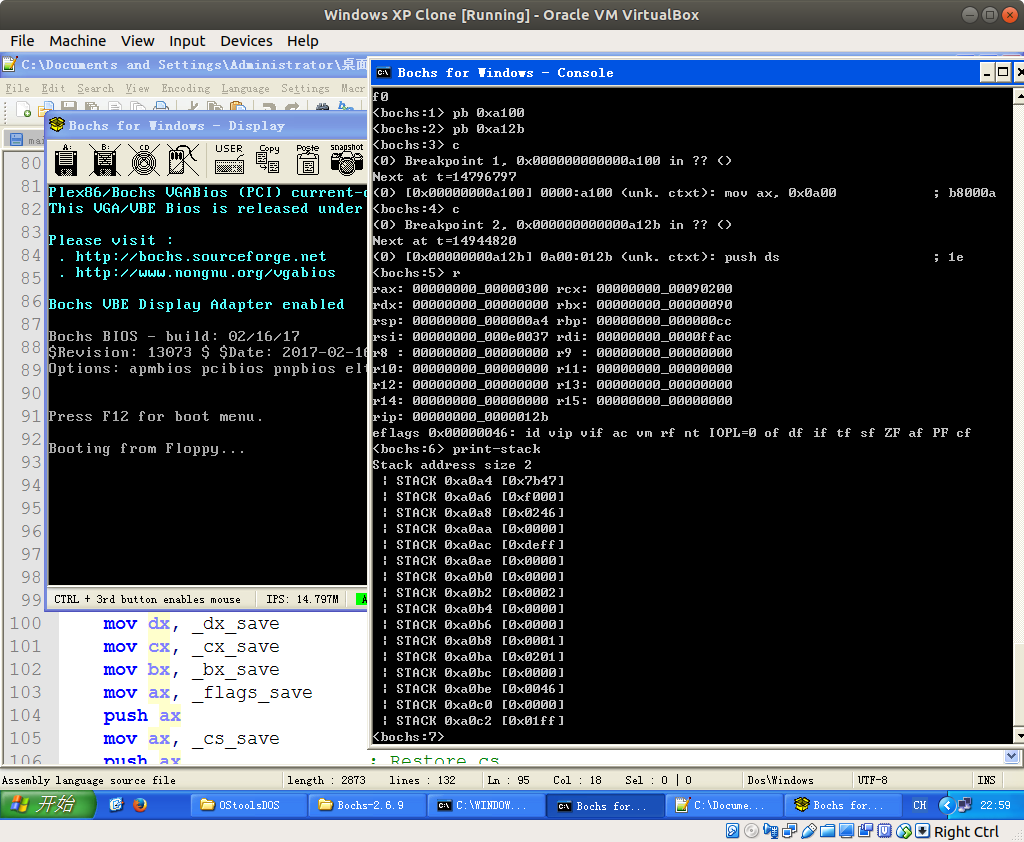 Windows XP Clone [Running] - Oracle VM VirtualBox
File Machine View Input Devices Help
C:\Documents and Settings\Administrator\桌面
File Edit Search View Encoding Language Settings Macr
Bochs for Windows - Display
A: B: CD USER Copy Poste snapshot
Plex86/Bochs VGABios (PCI) current-
This VGA/VBE Bios is released under
Please visit :
. http://bochs.sourceforge.net
. http://www.nongnu.org/vgabios
Bochs VBE Display Adapter enabled
Bochs BIOS - build: 02/16/17
$Revision: 13073 $ $Date: 2017-02-16
Options: apmbios pcibios pnpbios elt
Press F12 for boot menu.
Booting from Floppy...
CTRL + 3rd button enables mouse IPS: 14.797M A
Bochs for Windows - Console
f0
<bochs:1> pb 0xa100
<bochs:2> pb 0xa12b
<bochs:3> c
(0) Breakpoint 1, 0x000000000000a100 in ?? ()
Next at t=14796797
(0) [0x00000000a100] 0000:a100 (unk. ctxt): mov ax, 0x0a00 ; b8000a
<bochs:4> c
(0) Breakpoint 2, 0x000000000000a12b in ?? ()
Next at t=14944820
(0) [0x00000000a12b] 0a00:012b (unk. ctxt): push ds ; 1e
<bochs:5> r
rax: 00000000_00000300 rcx: 00000000_00090200
rdx: 00000000_00000000 rbx: 00000000_00000090
rsp: 00000000_000000a4 rbp: 00000000_000000cc
rsi: 00000000_000e0037 rdi: 00000000_0000ffac
r8 : 00000000_00000000 r9 : 00000000_00000000
r10: 00000000_00000000 r11: 00000000_00000000
r12: 00000000_00000000 r13: 00000000_00000000
r14: 00000000_00000000 r15: 00000000_00000000
rip: 00000000_0000012b
eflags 0x00000046: id vip vif ac vm rf nt IOPL=0 of df if tf sf ZF af PF cf
<bochs:6> print-stack
Stack address size 2
| STACK 0xa0a4 [0x7b47]
| STACK 0xa0a6 [0xf000]
| STACK 0xa0a8 [0x0246]
| STACK 0xa0aa [0x0000]
| STACK 0xa0ac [0xdeff]
| STACK 0xa0ae [0x0000]
| STACK 0xa0b0 [0x0000]
| STACK 0xa0b2 [0x0002]
| STACK 0xa0b4 [0x0000]
| STACK 0xa0b6 [0x0000]
| STACK 0xa0b8 [0x0001]
| STACK 0xa0ba [0x0201]
| STACK 0xa0bc [0x0000]
| STACK 0xa0be [0x0046]
| STACK 0xa0c0 [0x0000]
| STACK 0xa0c2 [0x01ff]
<bochs:7>
80
81
82
83
84
85
86
87
88
89
90
91
92
93
94
95
96
97
98
99
100 mov dx, _dx_save
101 mov cx, _cx_save
102 mov bx, _bx_save
103 mov ax, _flags_save
104 push ax
105 mov ax, _cs_save
106 push ax ; Restore cs
Assembly language source file length : 2873 lines : 132 Ln : 95 Col : 18 Sel : 0 | 0 Dos\Windows UTF-8 INS
开始 OStoolsDOS Bochs-2.6.9 C:\WINDOW... Bochs for... C:\Docume... Bochs for... CH 22:59
Right Ctrl